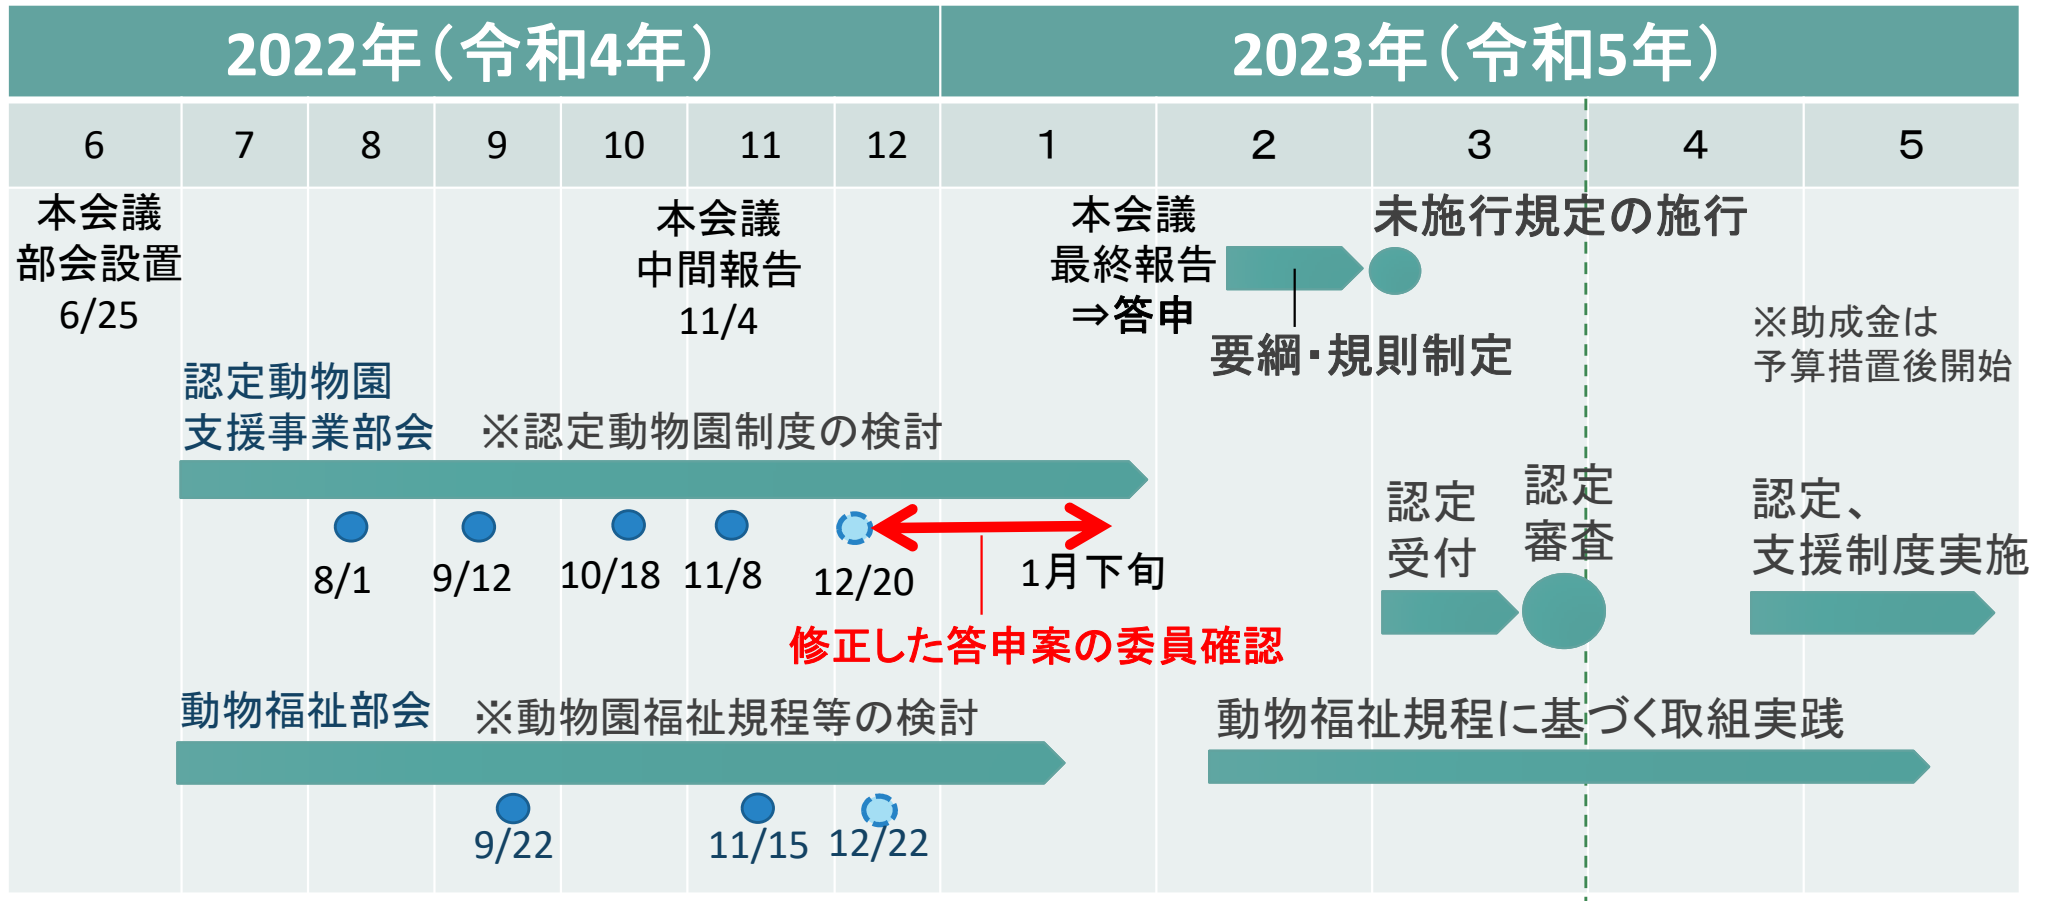 2022年（令和4年）
2023年（令和5年）
6
7
8
9
10
11
12
1
2
3
4
5
本会議
部会設置
6/25
本会議
中間報告
11/4
本会議
最終報告
⇒答申
未施行規定の施行
要綱・規則制定
※助成金は
予算措置後開始
認定動物園
支援事業部会
※認定動物園制度の検討
8/1
9/12
10/18
11/8
12/20
1月下旬
修正した答申案の委員確認
認定
受付
認定
審査
認定、
支援制度実施
動物福祉部会
※動物園福祉規程等の検討
9/22
11/15
12/22
動物福祉規程に基づく取組実践